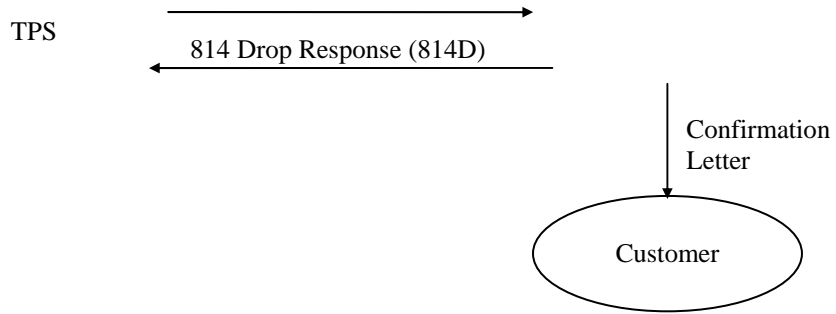 TPS
814 Drop Response (814D)
Confirmation
Letter
Customer